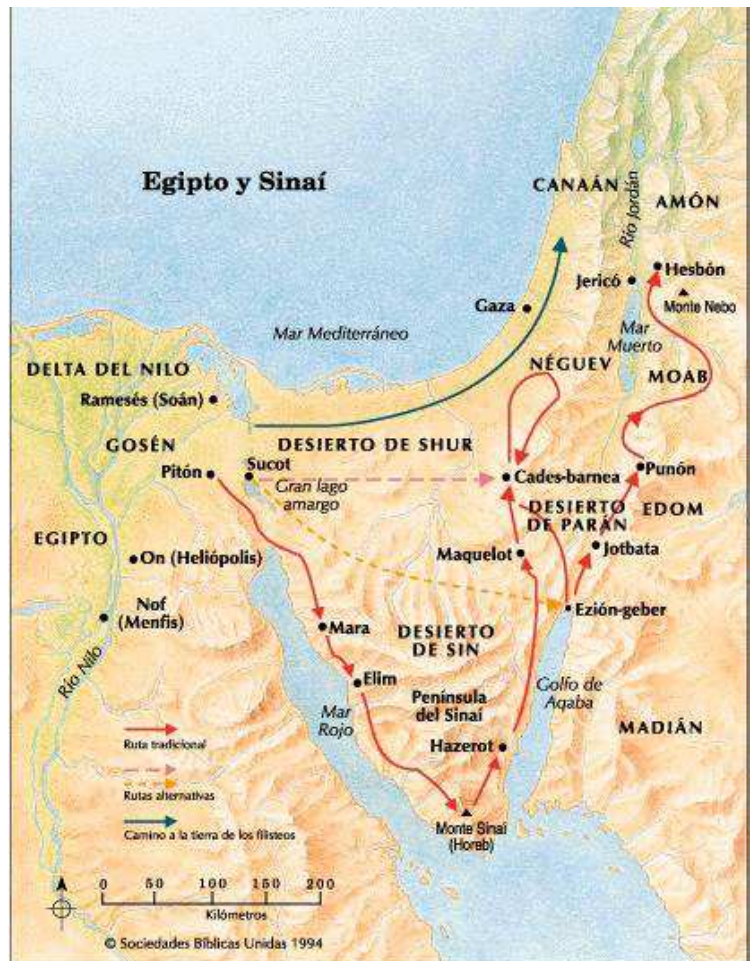 Egipto y Sinaí
CANAÁN
AMÓN
Río Jordán
Jericó
Hesbón
Monte Nebo
Gaza
Mar Mediterráneo
Mar
Muerto
NÉGUEV
MOAB
DELTA DEL NILO
Ramesés (Soán)
GOSÉN
DESIERTO DE SHUR
Pitón
Sucot
Gran lago
amargo
Cades-barnea
Punón
DESIERTO
DE PARÁN
EDOM
EGIPTO
On (Heliópolis)
Maquelot
Jotbata
Nof
(Menfis)
Río Nilo
Mara
DESIERTO
DE SIN
Ezión-geber
Elim
Península
del Sinaí
Golfo de
Aqaba
Mar
Rojo
Hazerot
MADIÁN
Monte Sinaí
(Horeb)
Ruta tradicional
Rutas alternativas
Camino a la tierra de los filisteos
0 50 100 150 200
Kilómetros
© Sociedades Bíblicas Unidas 1994